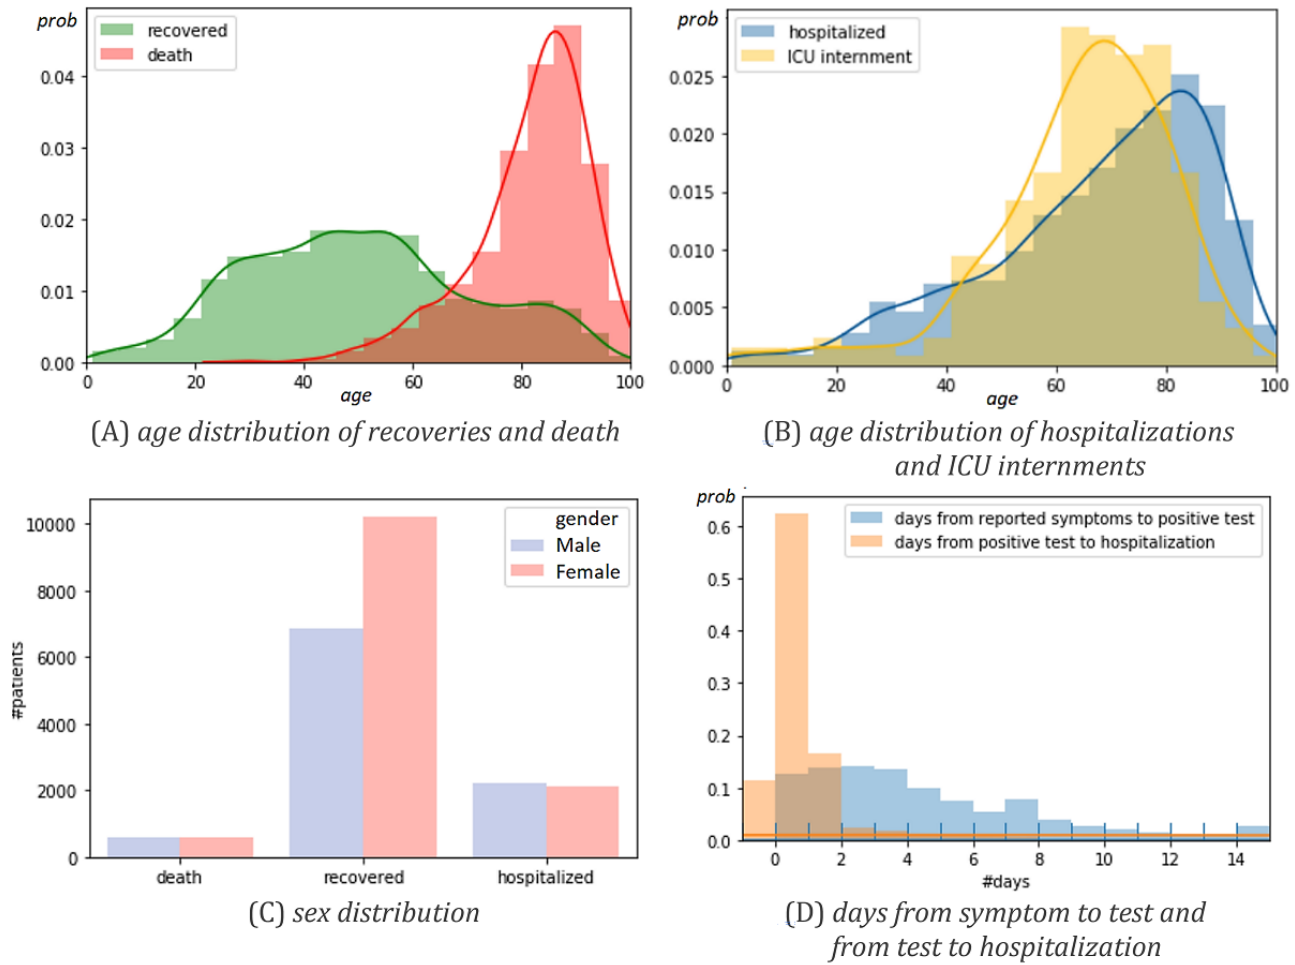 prob
recovered
death
0.04
0.03
0.02
0.01
0.00
0 20 40 60 80 100
age
(A) age distribution of recoveries and death
prob
hospitalized
ICU internment
0.025
0.020
0.015
0.010
0.005
0.000
0 20 40 60 80 100
age
(B) age distribution of hospitalizations
and ICU internments
gender
Male
Female
10000
8000
6000
4000
2000
0
#patients
death recovered hospitalized
(C) sex distribution
prob
days from reported symptoms to positive test
days from positive test to hospitalization
0.6
0.5
0.4
0.3
0.2
0.1
0.0
0 2 4 6 8 10 12 14
#days
(D) days from symptom to test and
from test to hospitalization